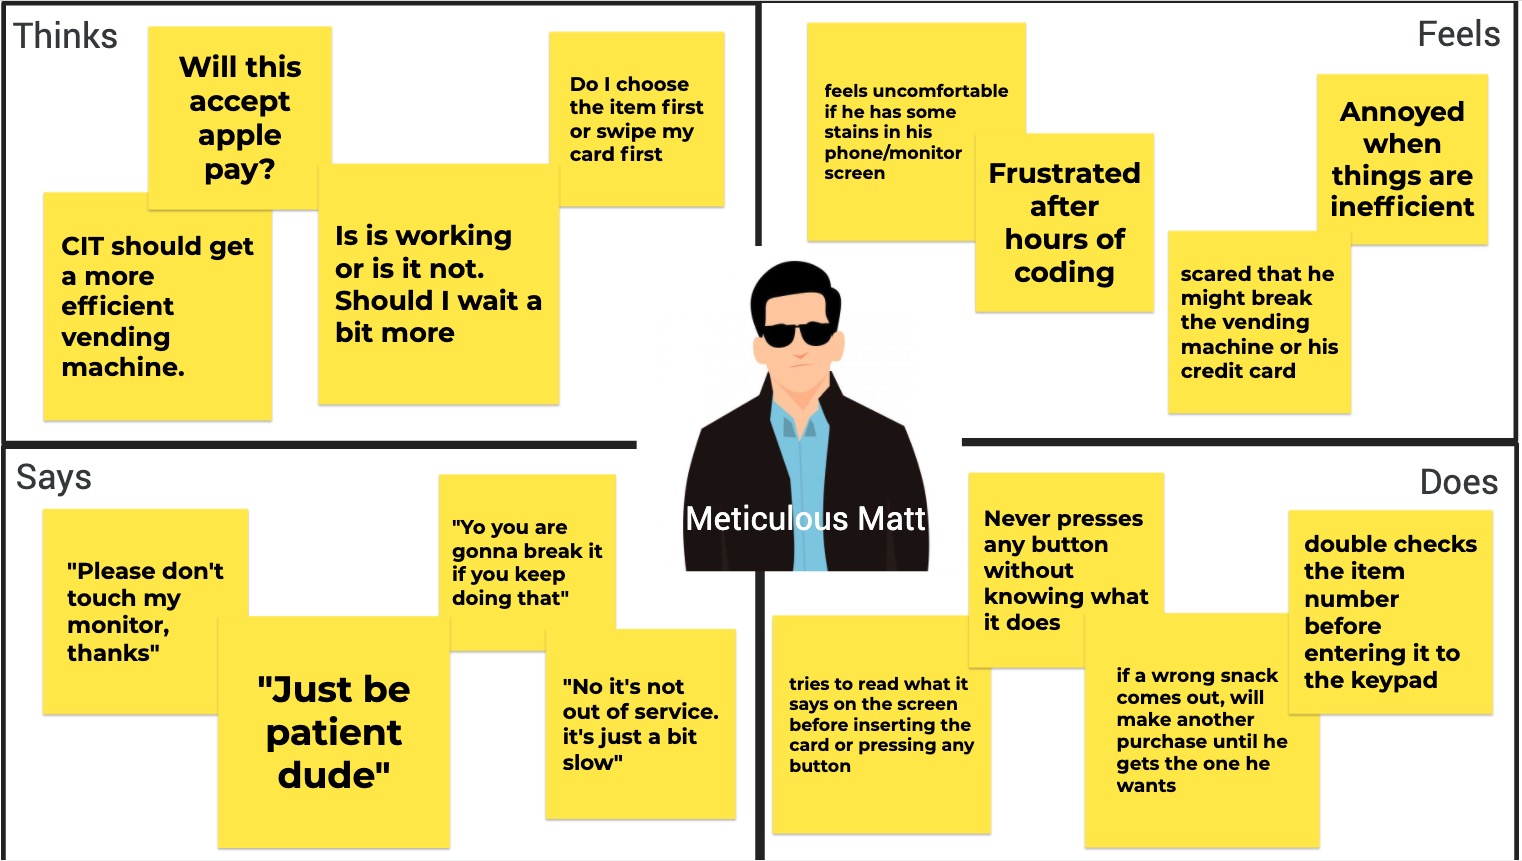 Thinks
Will this
accept
apple
pay?
Do I choose
the item first
or swipe my
card first
CIT should get
a more
efficient
vending
machine.
Is is working
or is it not.
Should I wait a
bit more
Feels
feels uncomfortable
if he has some
stains in his
phone/monitor
screen
Frustrated
after
hours of
coding
Annoyed
when
things are
inefficient
scared that he
might break
the vending
machine or his
credit card
Meticulous Matt
Says
"Please don't
touch my
monitor,
thanks"
"Yo you are
gonna break it
if you keep
doing that"
"Just be
patient
dude"
"No it's not
out of service.
it's just a bit
slow"
Does
Never presses
any button
without
knowing what
it does
double checks
the item
number
before
entering it to
the keypad
tries to read what it
says on the screen
before inserting the
card or pressing any
button
if a wrong snack
comes out, will
make another
purchase until he
gets the one he
wants